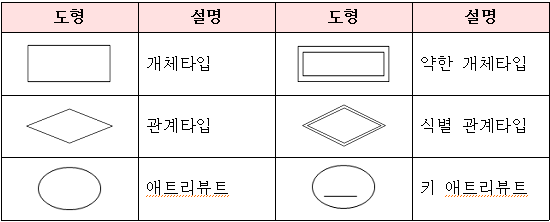 도형 설명 도형 설명
개체타입 약한 개체타입
관계타입 식별 관계타입
애트리뷰트 키 애트리뷰트